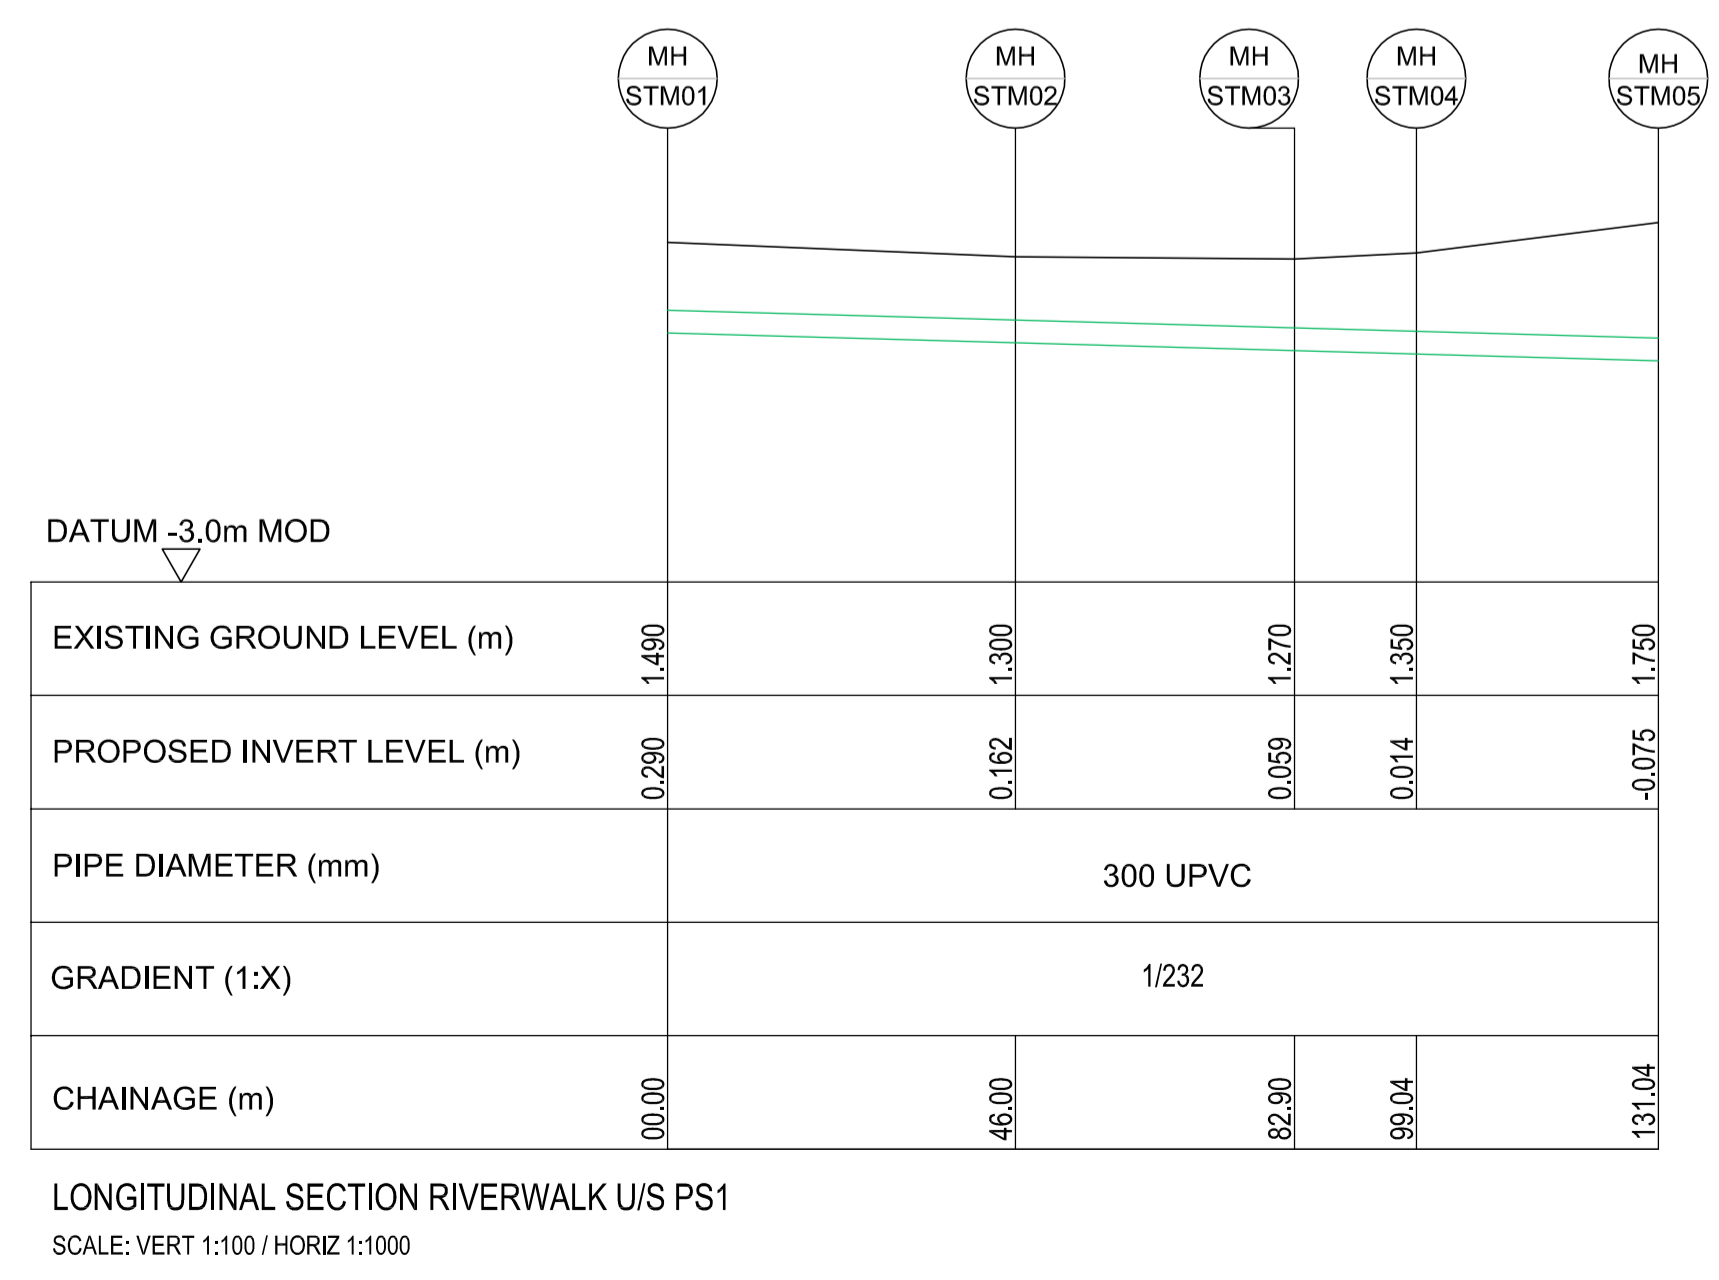 MH
STM01
MH
STM02
MH
STM03
MH
STM04
MH
STM05
DATUM -3.0m MOD
EXISTING GROUND LEVEL (m)
1.490
1.300
1.270
1.350
1.750
PROPOSED INVERT LEVEL (m)
0.290
0.162
0.059
0.014
-0.075
PIPE DIAMETER (mm)
300 UPVC
GRADIENT (1:X)
1/232
CHAINAGE (m)
00.00
46.00
82.90
99.04
131.04
LONGITUDINAL SECTION RIVERWALK U/S PS1
SCALE: VERT 1:100 / HORIZ 1:1000